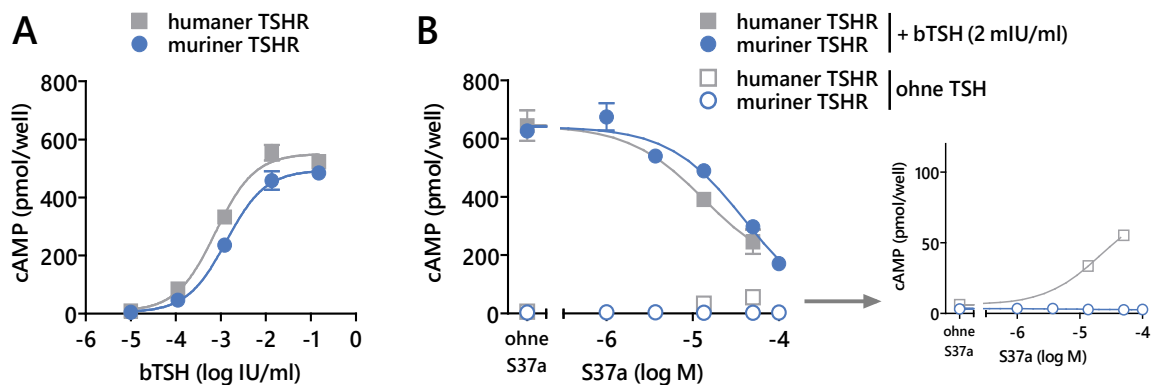 A
humaner TSHR
muriner TSHR
cAMP (pmol/well)
800
600
400
200
0
-6 -5 -4 -3 -2 -1 0
bTSH (log IU/ml)
B
humaner TSHR
muriner TSHR
+ bTSH (2 mIU/ml)
humaner TSHR
muriner TSHR
ohne TSH
cAMP (pmol/well)
800
600
400
200
0
ohne
S37a
-6 -5 -4
S37a (log M)
cAMP (pmol/well)
100
50
0
ohne
S37a
-6 -5 -4
S37a (log M)